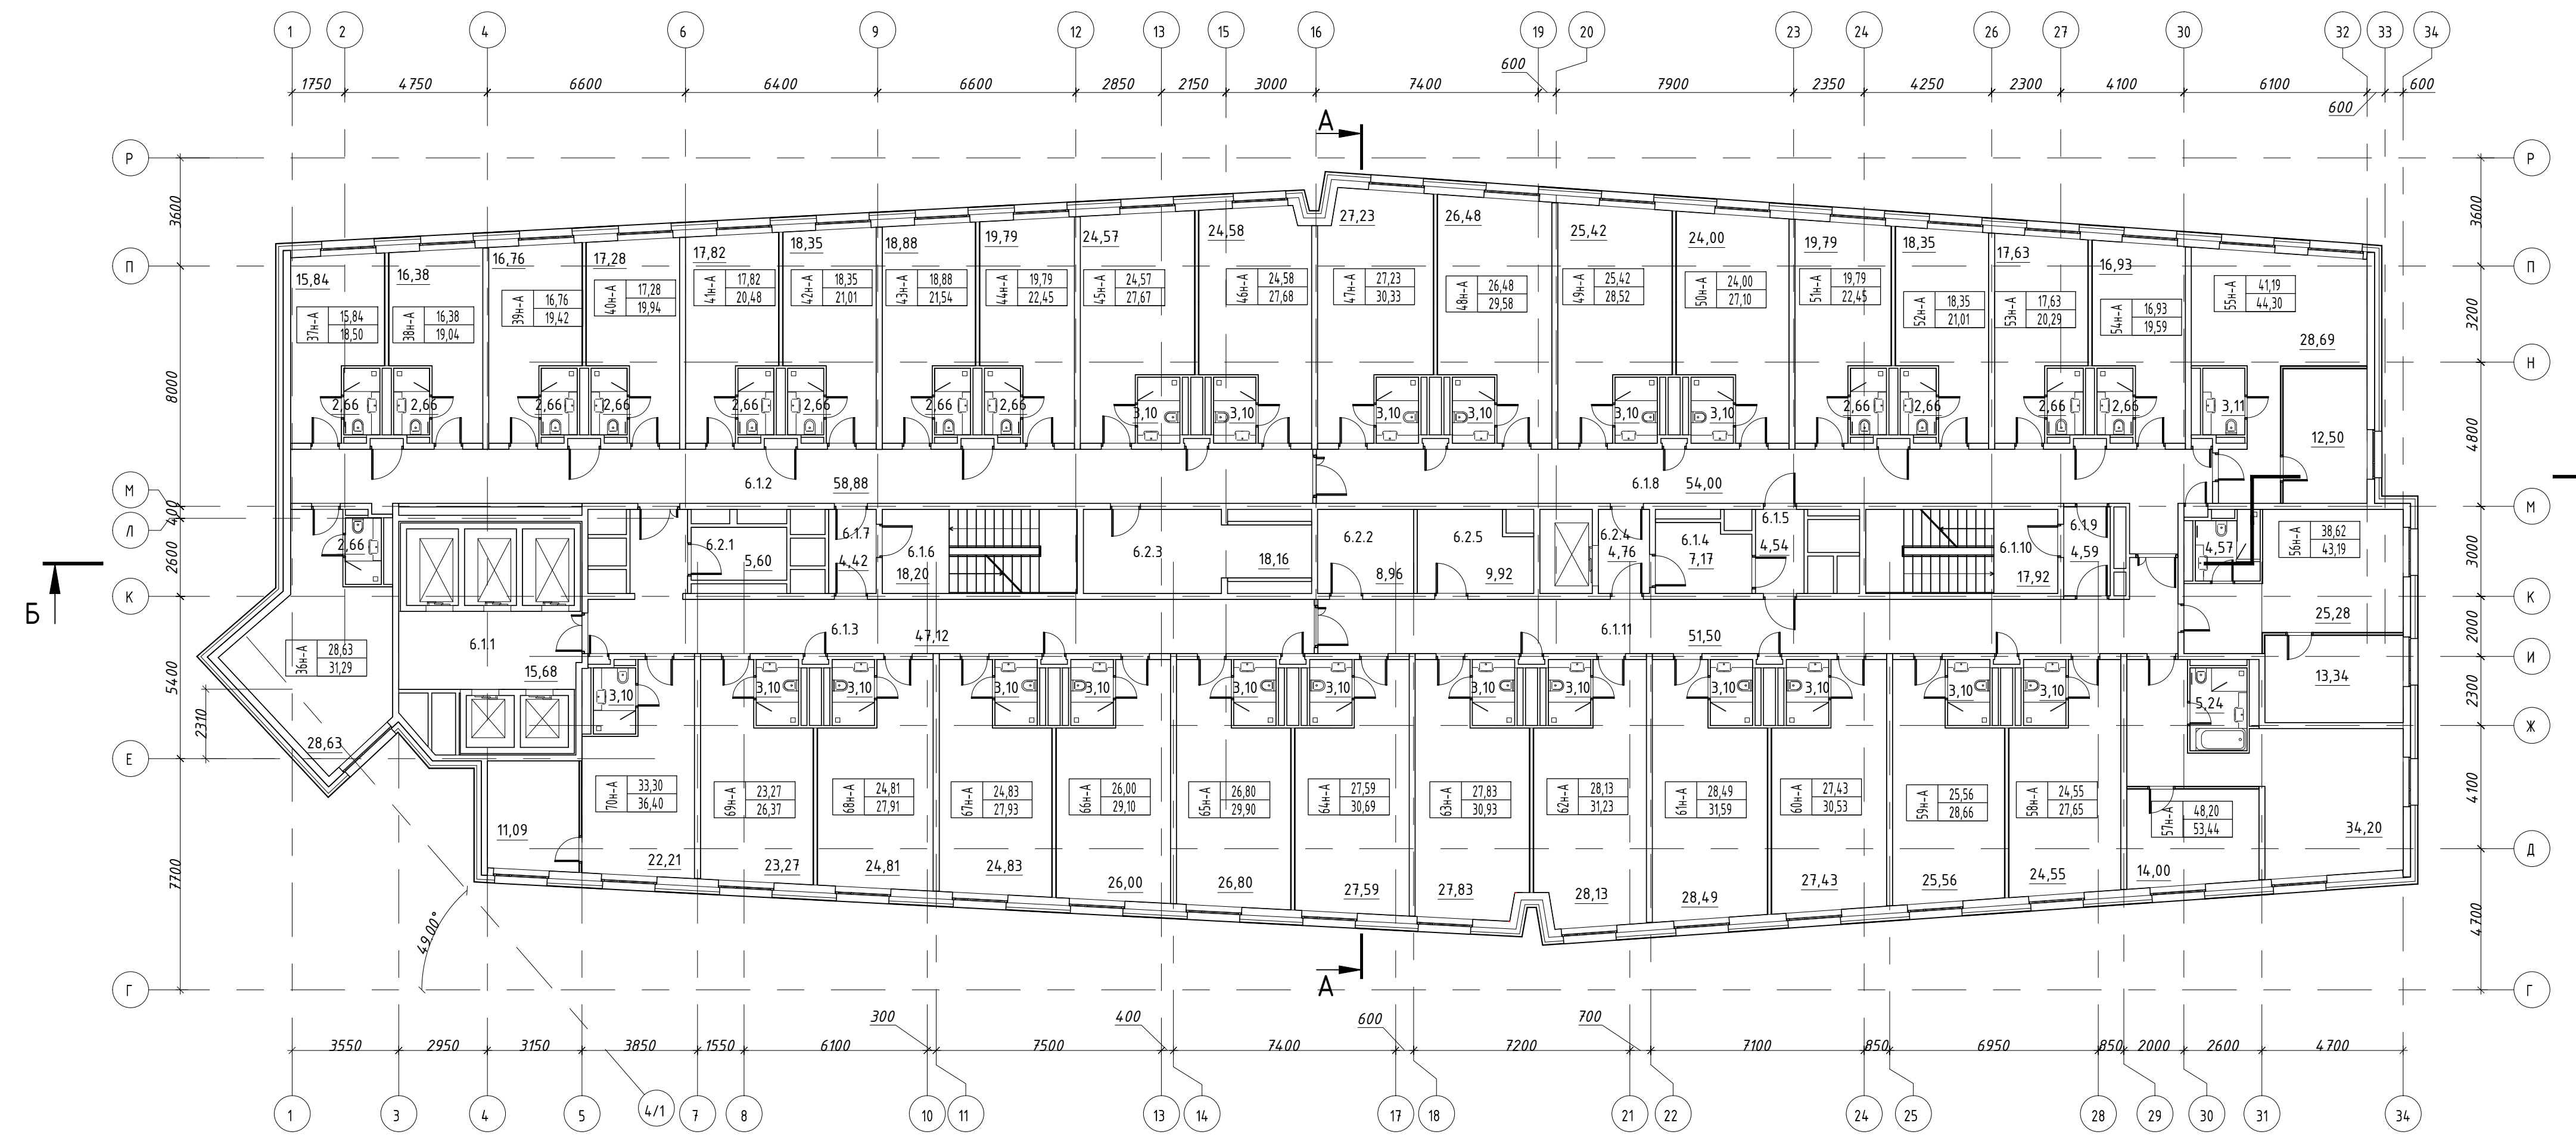 1 2 4 6 9 12 13 15 16 19 20 23 24 26 27 30 32 33 34
600
1750 4750 6600 6400 6600 2850 2150 3000 7400 7900 2350 4250 2300 4100 6100 600
600
А
Р Р
3600 3600
27,23 26,48
25,42 24,00 19,79 18,35 17,63 16,93
15,84 16,38 16,76 17,28 17,82 18,35 18,88 19,79 24,57 24,58
П П
37н-А 15,84 18,50
38н-А 16,38 19,04
39н-А 16,76 19,42
40н-А 17,28 19,94
41н-А 17,82 20,48
42н-А 18,35 21,01
43н-А 18,88 21,54
44н-А 19,79 22,45
45н-А 24,57 27,67
46н-А 24,58 27,68
47н-А 27,23 30,33
48н-А 26,48 29,58
49н-А 25,42 28,52
50н-А 24,00 27,10
51н-А 19,79 22,45
52н-А 18,35 21,01
53н-А 17,63 20,29
54н-А 16,93 19,59
55н-А 41,19 44,30
28,69
8000 3200
Н
2,66 2,66 2,66 2,66 2,66 2,66 2,66 2,66 3,10 3,10 3,10 3,10 3,10 3,10 2,66 2,66 2,66 2,66 3,11
12,50
4800
6.1.2 58,88 6.1.8 54,00
М М
400
Л
2,66
6.2.1 5,60
6.1.7 4,42
6.1.6 18,20
6.2.3 18,16
6.2.2 8,96
6.2.5 9,92
6.2.4 4,76
6.1.4 7,17
6.1.5 4,54
6.1.10 17,92
6.1.9 4,59
4,57
56н-А 38,62 43,19
2600 3000
Б
К К
25,28
6.1.3 47,12 6.1.11 51,50
6.1.1 15,68
36н-А 28,63 31,29
2000
И
5400
2310
28,63
3,10 3,10 3,10 3,10 3,10 3,10 3,10 3,10 3,10 3,10 3,10 3,10 3,10
5,24
13,34
2300
Ж
Е
70н-А 33,30 36,40
69н-А 23,27 26,37
68н-А 24,81 27,91
67н-А 24,83 27,93
66н-А 26,00 29,10
65н-А 26,80 29,90
64н-А 27,59 30,69
63н-А 27,83 30,93
62н-А 28,13 31,23
61н-А 28,49 31,59
60н-А 27,43 30,53
59н-А 25,56 28,66
58н-А 24,55 27,65
57н-А 48,20 53,44
4100
11,09 22,21 23,27 24,81 24,83 26,00 26,80 27,59 27,83 28,13 28,49 27,43 25,56 24,55 14,00 34,20
Д
7700 4700
49.00°
А
Г Г
300 400 600 700
3550 2950 3150 3850 1550 6100 7500 7400 7200 7100 850 6950 850 2000 2600 4700
1 3 4 5 4/1 7 8 10 11 13 14 17 18 21 22 24 25 28 29 30 31 34